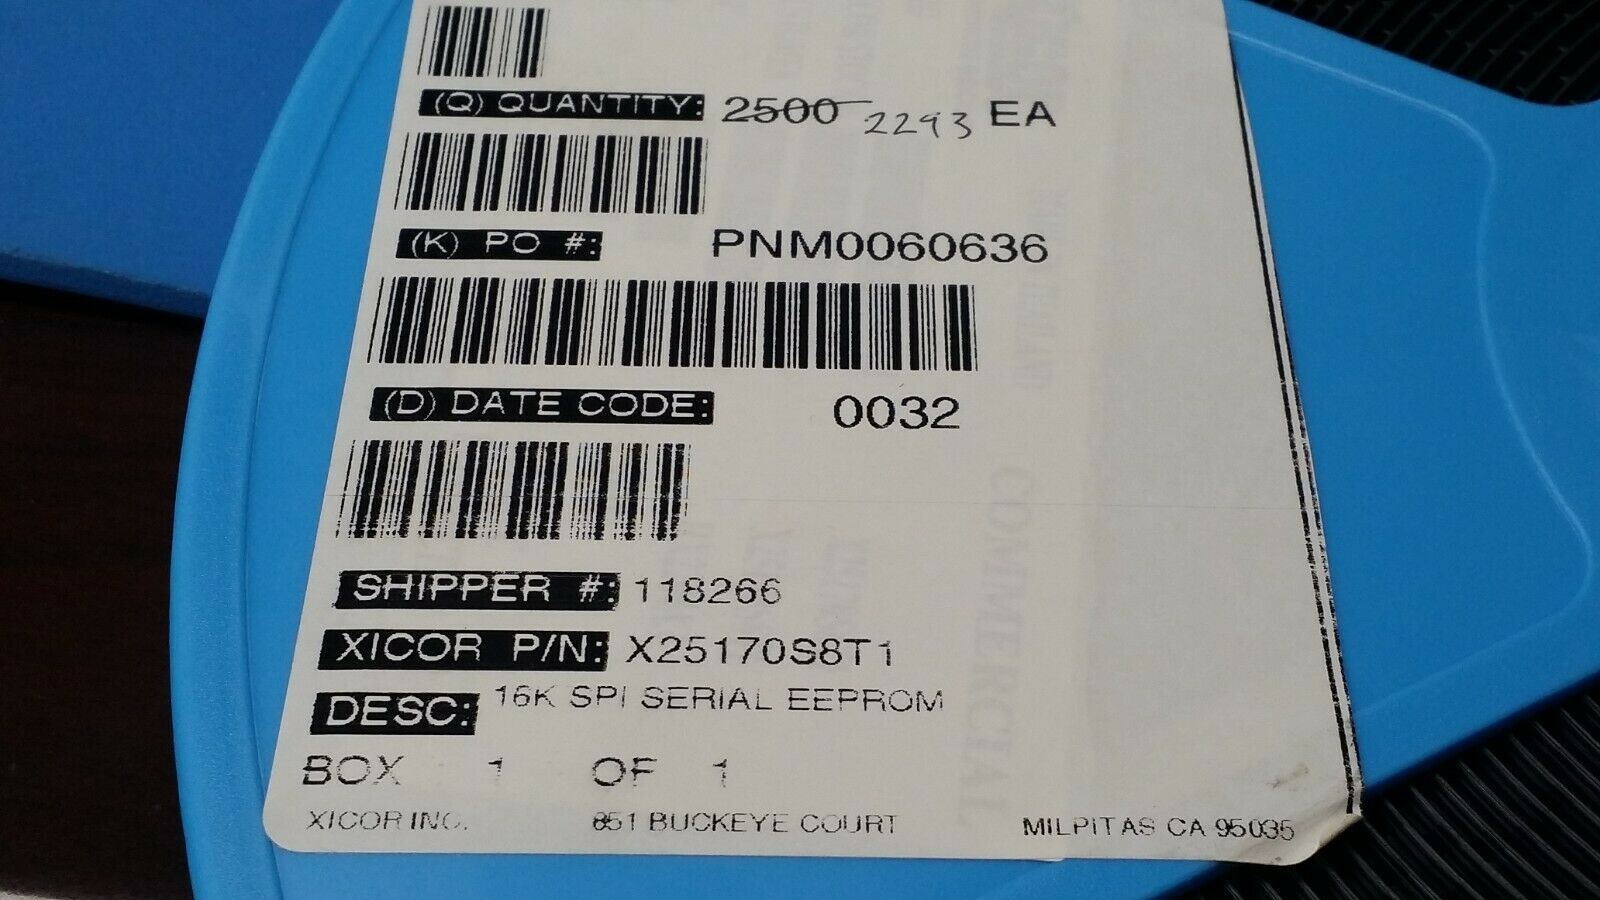 (Q) QUANTITY: 2500 2293 EA
(K) PO #: PNM0060636
(D) DATE CODE: 0032
SHIPPER #: 118266
XICOR P/N: X25170S8T1
DESC: 16K SPI SERIAL EEPROM
BOX 1 OF 1
XICOR INC. 851 BUCKEYE COURT MILPITAS CA 95035
COMMERCIAL